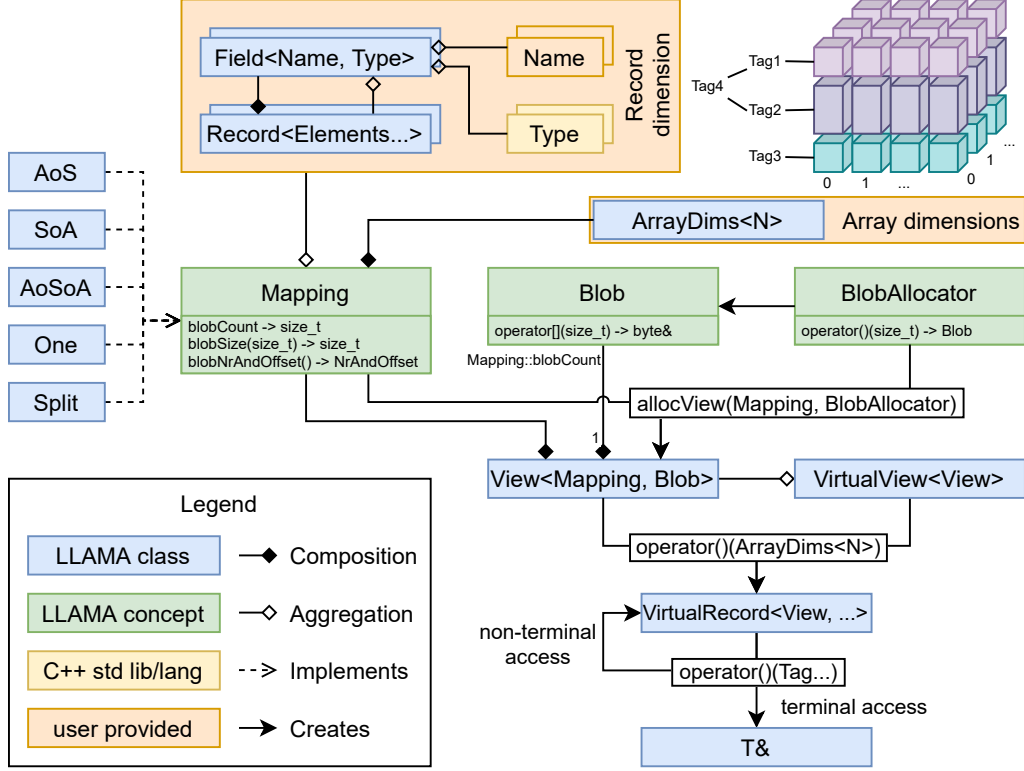 Field<Name, Type>
Name
Record<Elements...>
Type
Record
dimension
Tag1
Tag4
Tag2
Tag3
0
1
...
0
1
...
AoS
SoA
AoSoA
One
Split
ArrayDims<N>
Array dimensions
Mapping
blobCount -> size_t
blobSize(size_t) -> size_t
blobNrAndOffset() -> NrAndOffset
Blob
operator[](size_t) -> byte&
BlobAllocator
operator()(size_t) -> Blob
Mapping::blobCount
allocView(Mapping, BlobAllocator)
1
View<Mapping, Blob>
VirtualView<View>
operator()(ArrayDims<N>)
VirtualRecord<View, ...>
non-terminal
access
operator()(Tag...)
terminal access
T&
Legend
LLAMA class
Composition
LLAMA concept
Aggregation
C++ std lib/lang
Implements
user provided
Creates